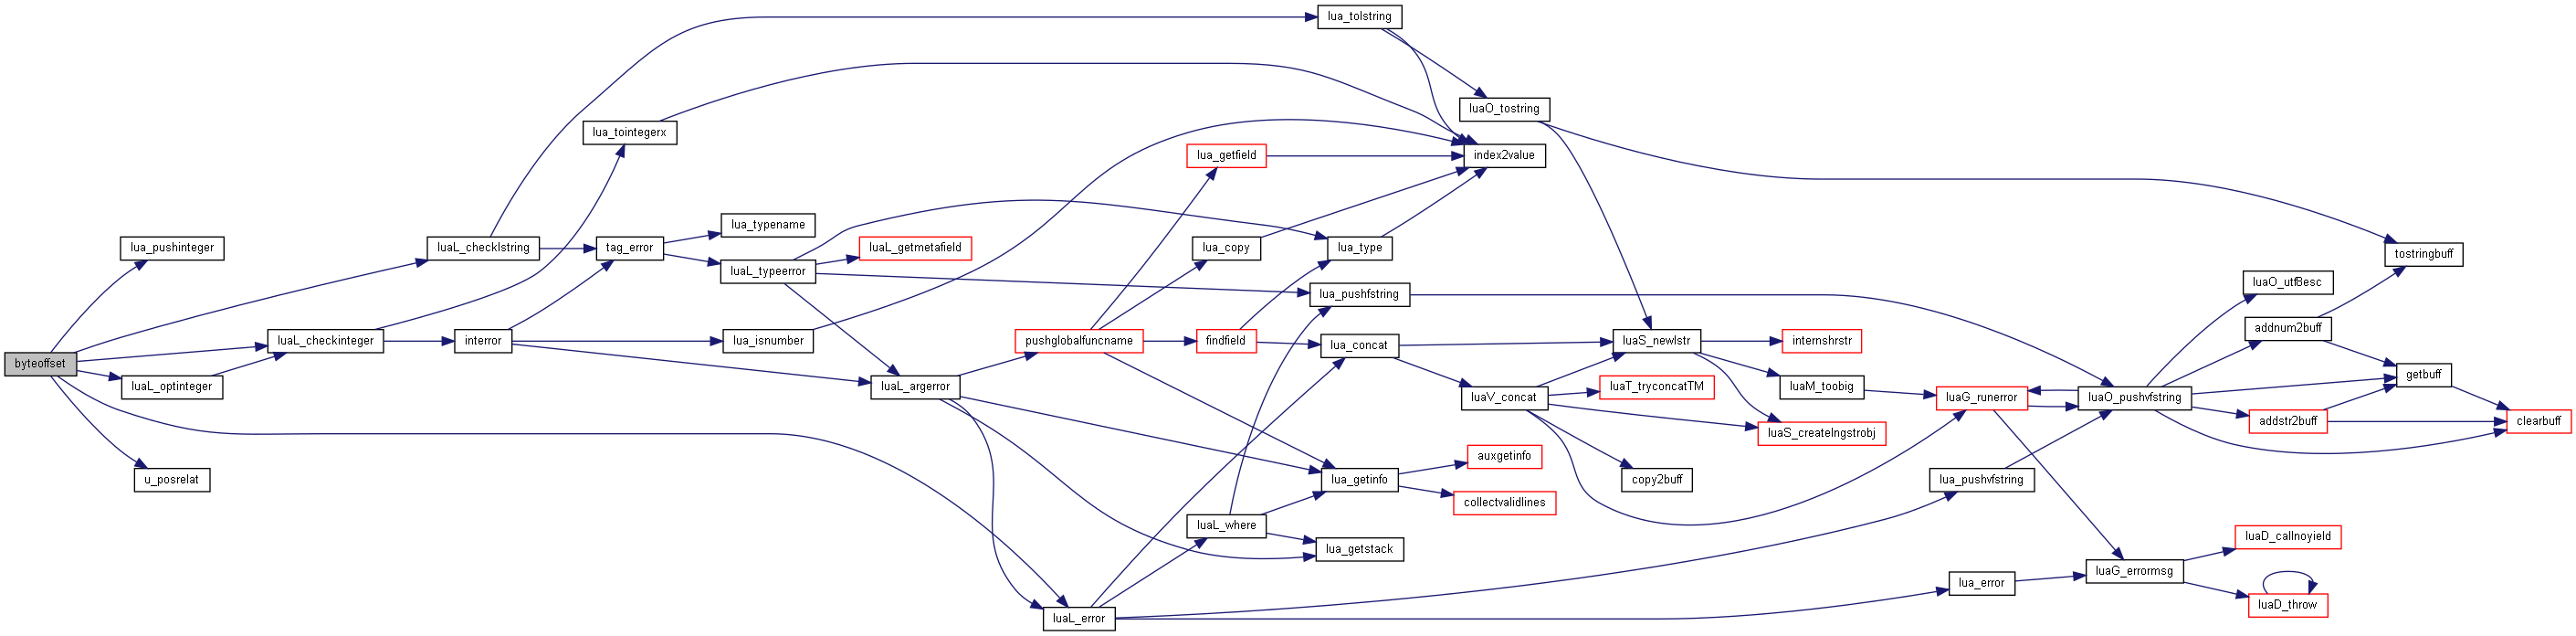 byteoffset
lua_pushinteger
luaL_checklstring
luaL_checkinteger
luaL_optinteger
u_posrelat
lua_tointegerx
tag_error
interror
lua_typename
luaL_typeerror
lua_isnumber
luaL_getmetafield
luaL_argerror
pushglobalfuncname
luaL_error
lua_getfield
lua_copy
findfield
luaL_where
lua_tolstring
lua_type
lua_pushfstring
lua_concat
lua_getinfo
lua_getstack
luaO_tostring
index2value
luaV_concat
auxgetinfo
collectvalidlines
luaS_newlstr
luaT_tryconcatTM
copy2buff
internshrstr
luaM_toobig
luaS_createlngstrobj
luaG_runerror
lua_pushvfstring
lua_error
luaO_pushvfstring
luaG_errormsg
tostringbuff
luaO_utf8esc
addnum2buff
addstr2buff
luaD_callnoyield
luaD_throw
getbuff
clearbuff